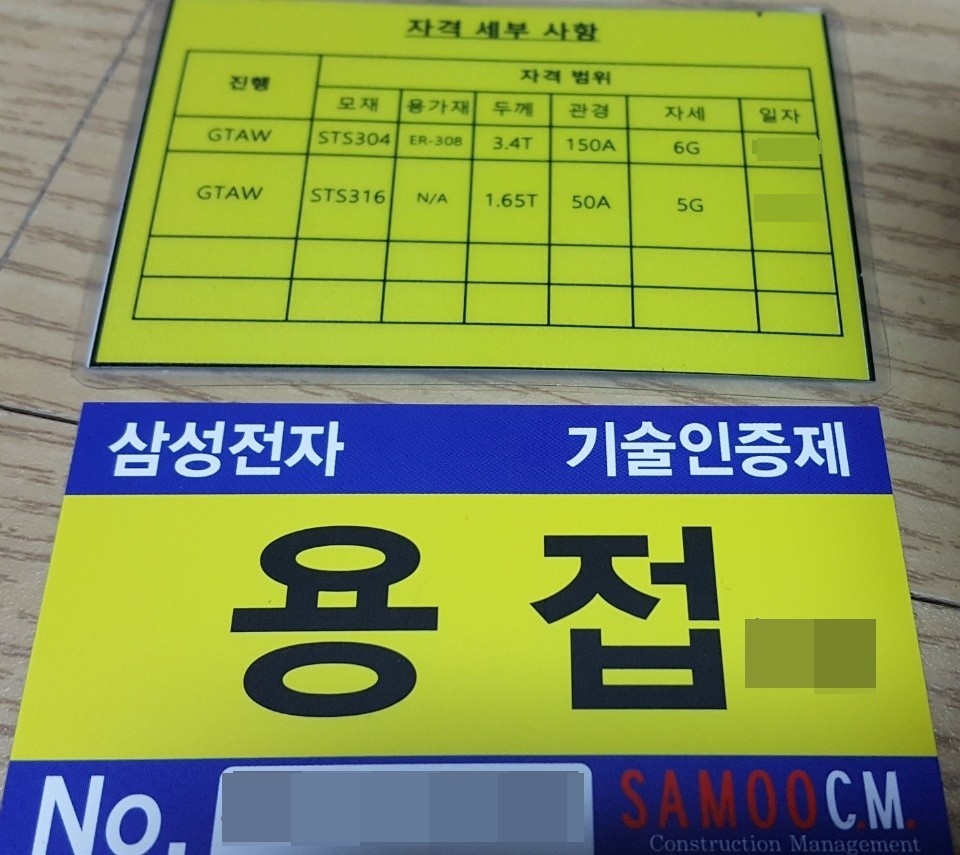 자격 세부 사항
진행 자격 범위
모재 용가재 두께 관경 자세 일자
GTAW STS304 ER-308 3.4T 150A 6G
GTAW STS316 N/A 1.65T 50A 5G
삼성전자 기술인증제
용접
No. SAMOO C.M.
Construction Management